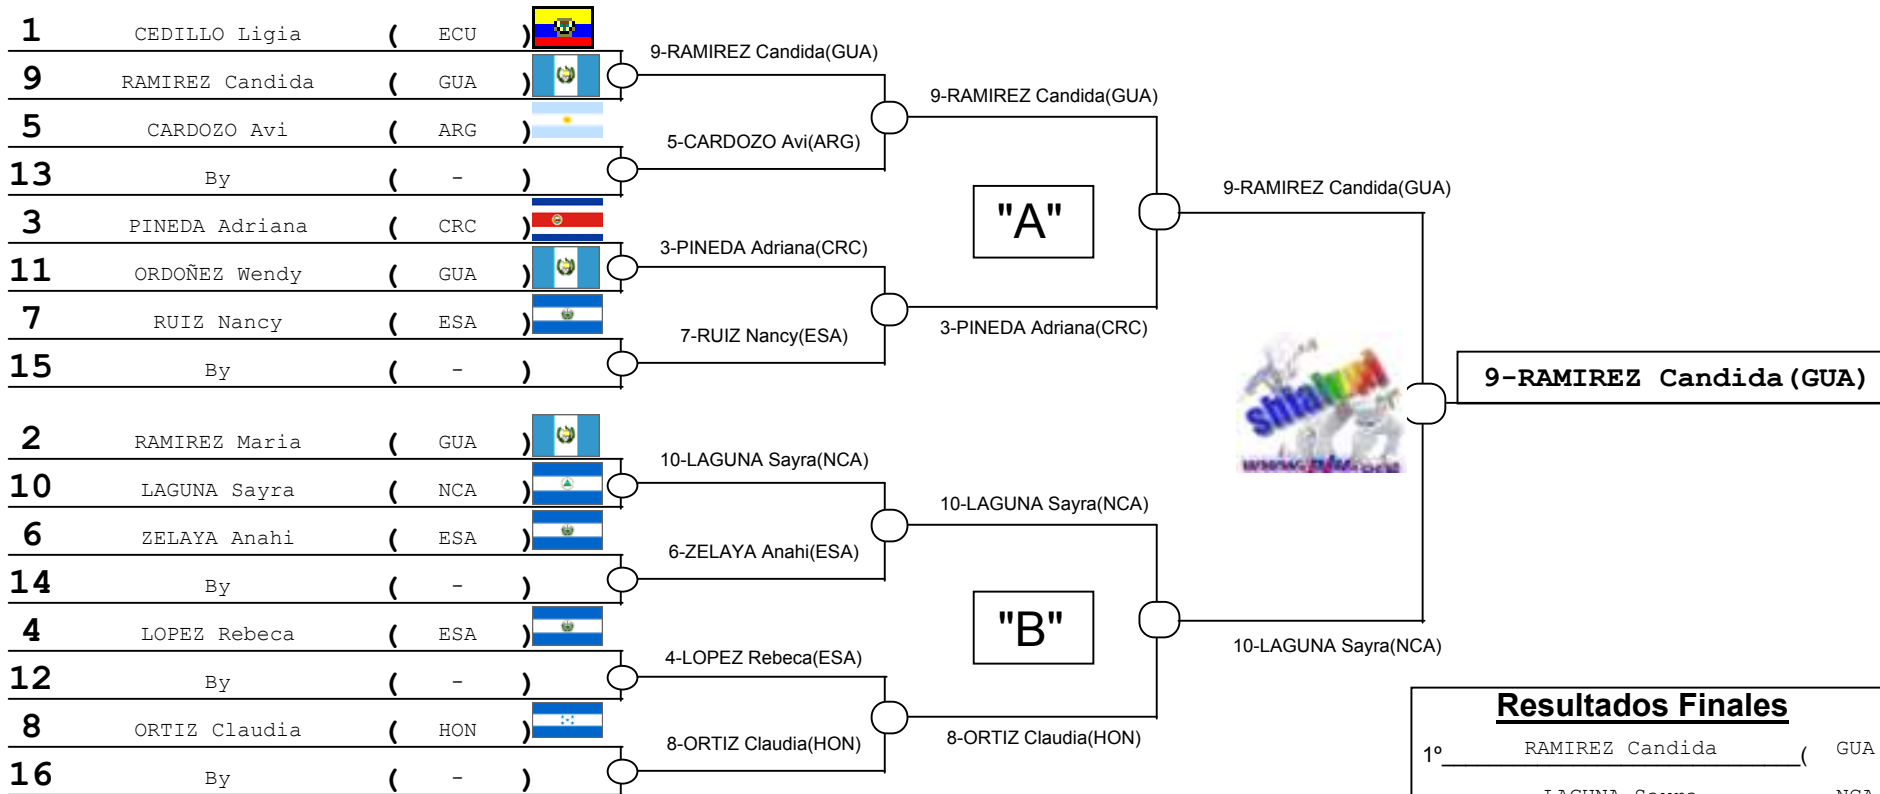 1 CEDILLO Ligia ( ECU )
9 RAMIREZ Candida ( GUA )
5 CARDOZO Avi ( ARG )
13 By ( - )
3 PINEDA Adriana ( CRC )
11 ORDOÑEZ Wendy ( GUA )
7 RUIZ Nancy ( ESA )
15 By ( - )
2 RAMIREZ Maria ( GUA )
10 LAGUNA Sayra ( NCA )
6 ZELAYA Anahi ( ESA )
14 By ( - )
4 LOPEZ Rebeca ( ESA )
12 By ( - )
8 ORTIZ Claudia ( HON )
16 By ( - )
9-RAMIREZ Candida(GUA)
5-CARDOZO Avi(ARG)
3-PINEDA Adriana(CRC)
7-RUIZ Nancy(ESA)
10-LAGUNA Sayra(NCA)
6-ZELAYA Anahi(ESA)
4-LOPEZ Rebeca(ESA)
8-ORTIZ Claudia(HON)
9-RAMIREZ Candida(GUA)
"A"
3-PINEDA Adriana(CRC)
10-LAGUNA Sayra(NCA)
"B"
8-ORTIZ Claudia(HON)
9-RAMIREZ Candida(GUA)
10-LAGUNA Sayra(NCA)
9-RAMIREZ Candida(GUA)
Resultados Finales
1º RAMIREZ Candida ( GUA
LAGUNA Sayra NCA